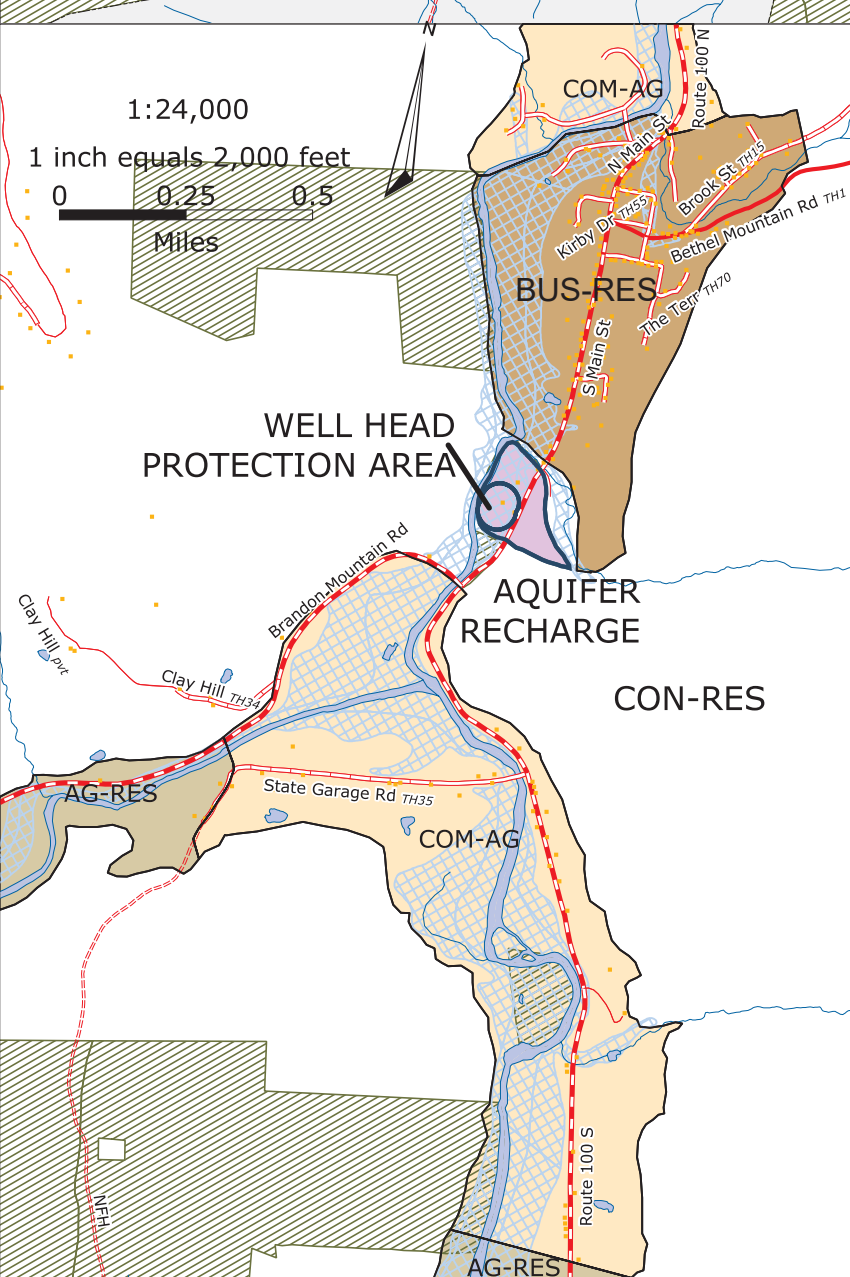 N
COM-AG
Route 100 N
1:24,000
1 inch equals 2,000 feet
0 0.25 0.5
Miles
N Main St
Brook St TH15
Kirby Dr TH55
Bethel Mountain Rd TH1
BUS-RES
The Terr TH70
S Main St
WELL HEAD
PROTECTION AREA
Brandon Mountain Rd
AQUIFER
RECHARGE
Clay Hill pvt
Clay Hill TH34
CON-RES
AG-RES
State Garage Rd TH35
COM-AG
Route 100 S
NFH
AG-RES